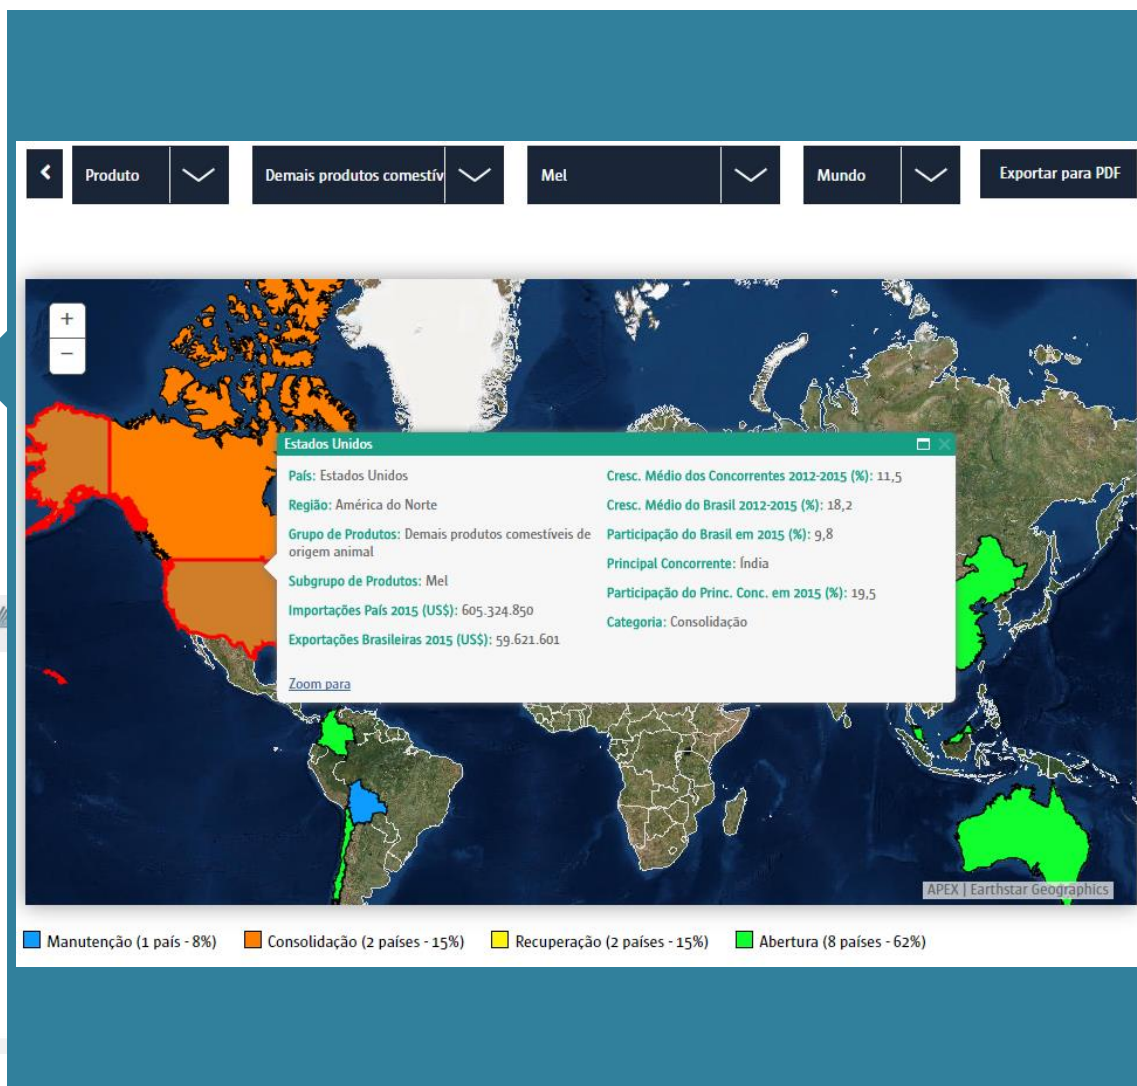 Produto
Demais produtos comestív
Mel
Mundo
Exportar para PDF
+
−
Estados Unidos
País: Estados Unidos
Região: América do Norte
Grupo de Produtos: Demais produtos comestíveis de
origem animal
Subgrupo de Produtos: Mel
Importações País 2015 (US$): 605.324.850
Exportações Brasileiras 2015 (US$): 59.621.601
Cresc. Médio dos Concorrentes 2012-2015 (%): 11,5
Cresc. Médio do Brasil 2012-2015 (%): 18,2
Participação do Brasil em 2015 (%): 9,8
Principal Concorrente: Índia
Participação do Princ. Conc. em 2015 (%): 19,5
Categoria: Consolidação
Zoom para
APEX | Earthstar Geographics
Manutenção (1 país - 8%)
Consolidação (2 países - 15%)
Recuperação (2 países - 15%)
Abertura (8 países - 62%)